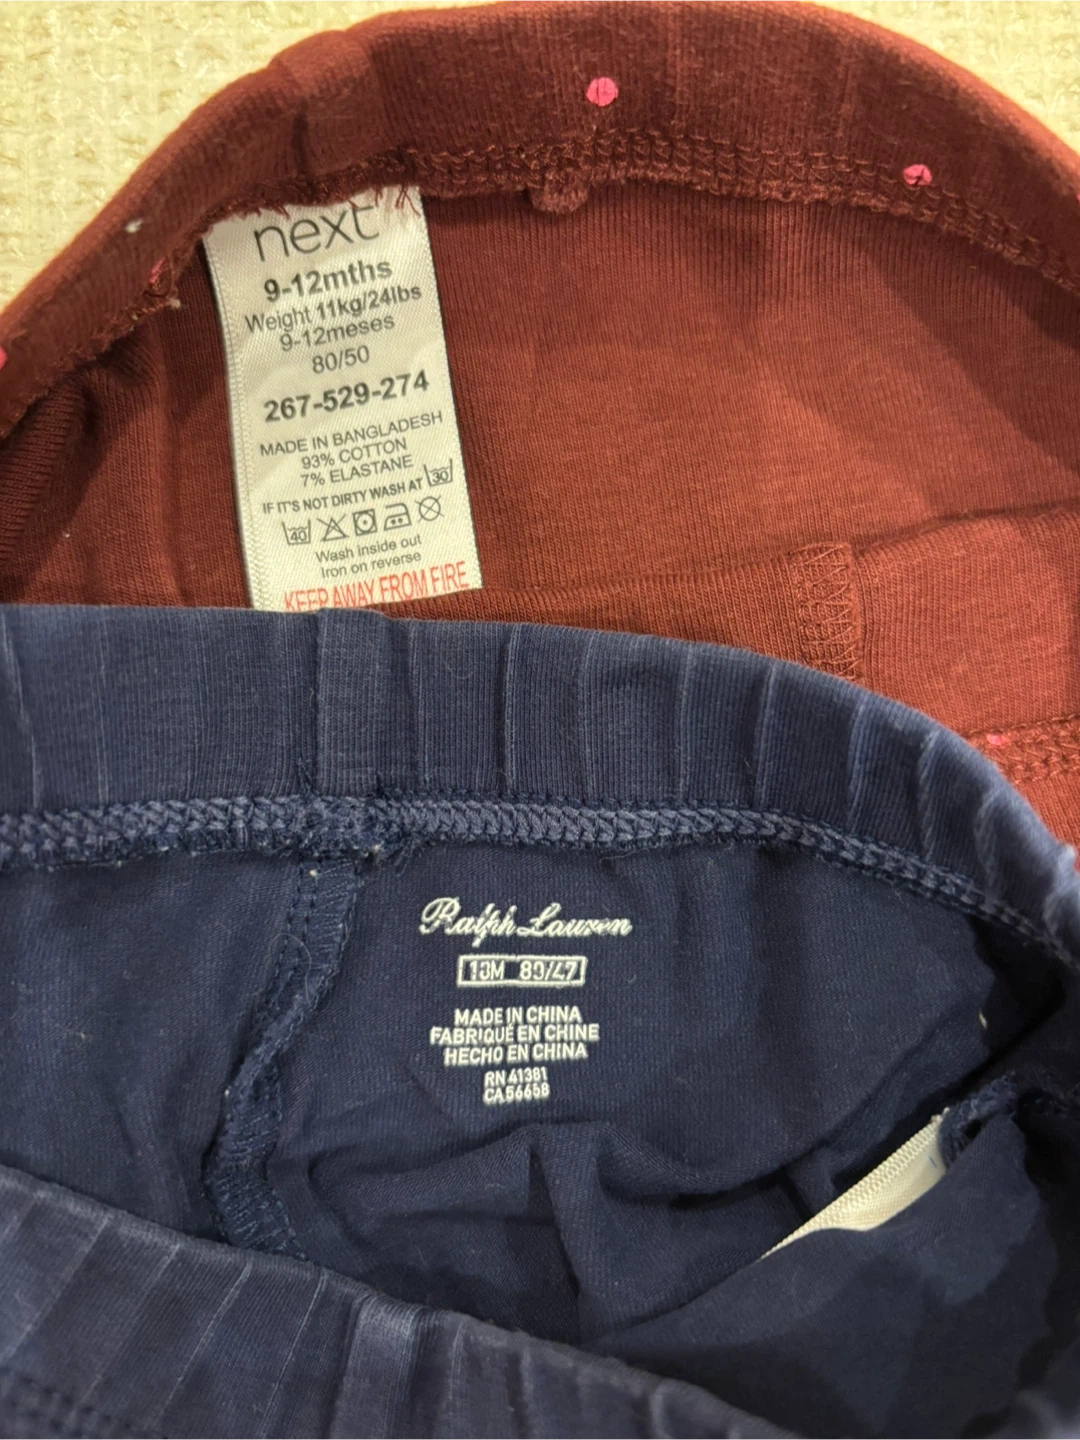 next
9-12mths
Weight 11kg/24lbs
9-12meses
80/50
267-529-274
MADE IN BANGLADESH
93% COTTON
7% ELASTANE
IF IT'S NOT DIRTY WASH AT 30
40
Wash inside out
Iron on reverse
KEEP AWAY FROM FIRE
Ralph Lauren
80/47
MADE IN CHINA
FABRIQUÉ EN CHINE
HECHO EN CHINA
RN 41381
CA 56658